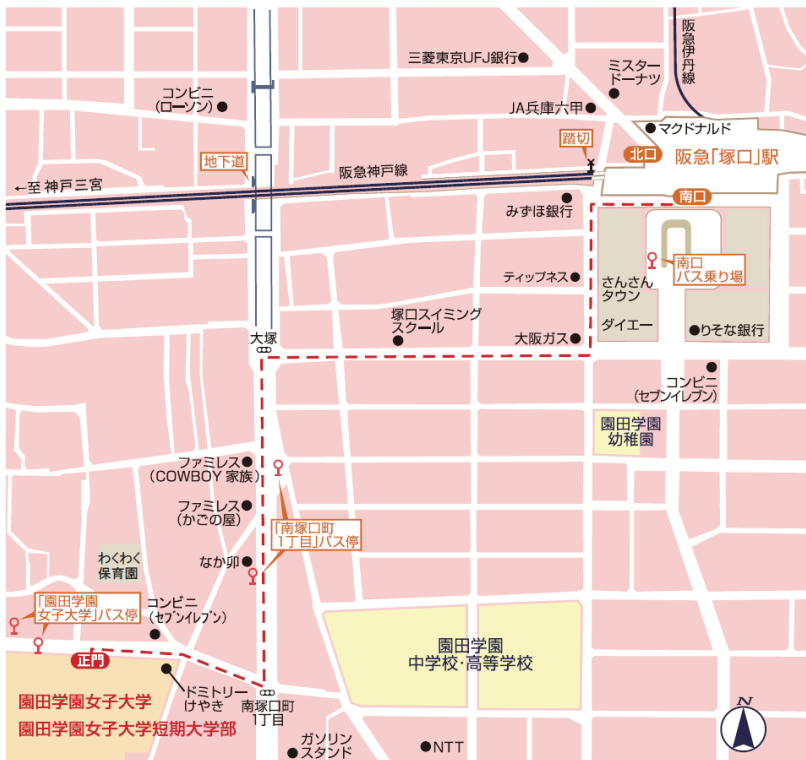 阪急伊丹線
三菱東京UFJ銀行
ミスター
ドーナツ
コンビニ
(ローソン)
JA兵庫六甲
マクドナルド
踏切
北口
阪急「塚口」駅
地下道
阪急神戸線
←至 神戸三宮
南口
みずほ銀行
南口
バス乗り場
ティップネス
さんさん
タウン
塚口スイミング
スクール
大阪ガス
ダイエー
りそな銀行
大塚
コンビニ
(セブンイレブン)
園田学園
幼稚園
ファミレス
(COWBOY 家族)
ファミレス
(かごの屋)
「南塚口町
1丁目」バス停
わくわく
保育園
なか卯
「園田学園
女子大学」バス停
コンビニ
(セブンイレブン)
園田学園
中学校・高等学校
正門
ドミトリー
けやき
園田学園女子大学
園田学園女子大学短期大学部
南塚口町
1丁目
ガソリン
スタンド
NTT
N